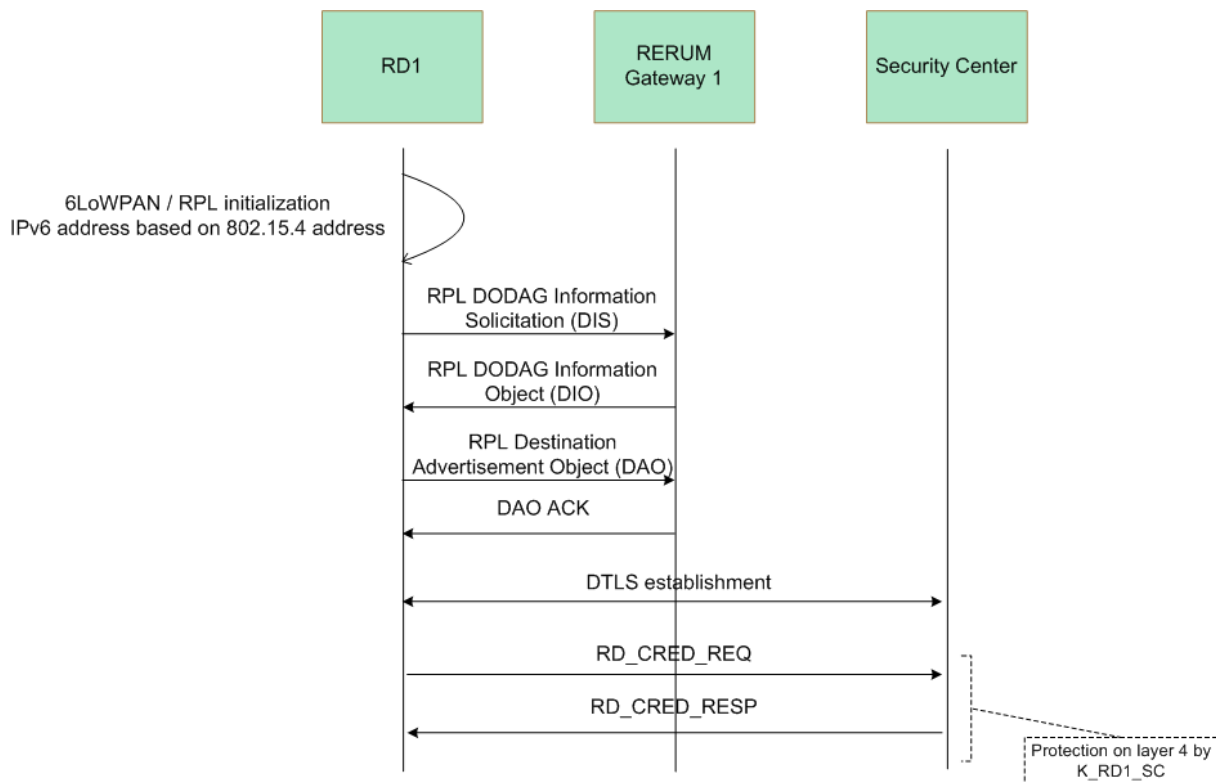 RD1
RERUM
Gateway 1
Security Center
6LoWPAN / RPL initialization
IPv6 address based on 802.15.4 address
RPL DODAG Information
Solicitation (DIS)
RPL DODAG Information
Object (DIO)
RPL Destination
Advertisement Object (DAO)
DAO ACK
DTLS establishment
RD_CRED_REQ
RD_CRED_RESP
Protection on layer 4 by
K_RD1_SC